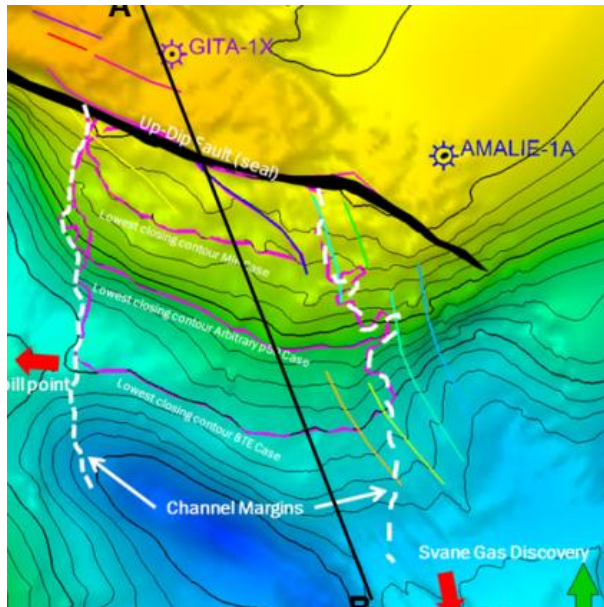 A
GITA-1X
Up-Dip Fault (seal)
AMALIE-1A
Lowest closing contour Min Case
Lowest closing contour Arbitrary p50 Case
pill point
Lowest closing contour BTE Case
Channel Margins
Svane Gas Discovery
B